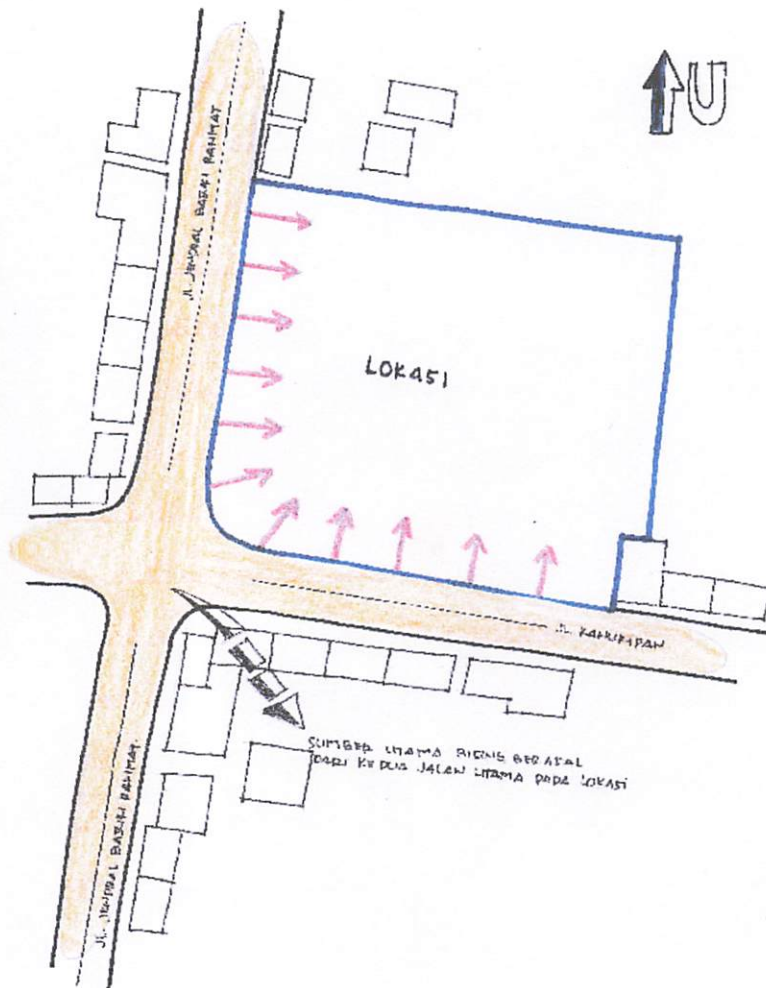 U
JL. JENDRAL BASUKI RAHMAT
LOKASI
JL. KAHURIPAN
SUMBER UTAMA BISING BERASAL
DARI KEDUA JALAN UTAMA PADA LOKASI
JL. JENDRAL BASUKI RAHMAT.